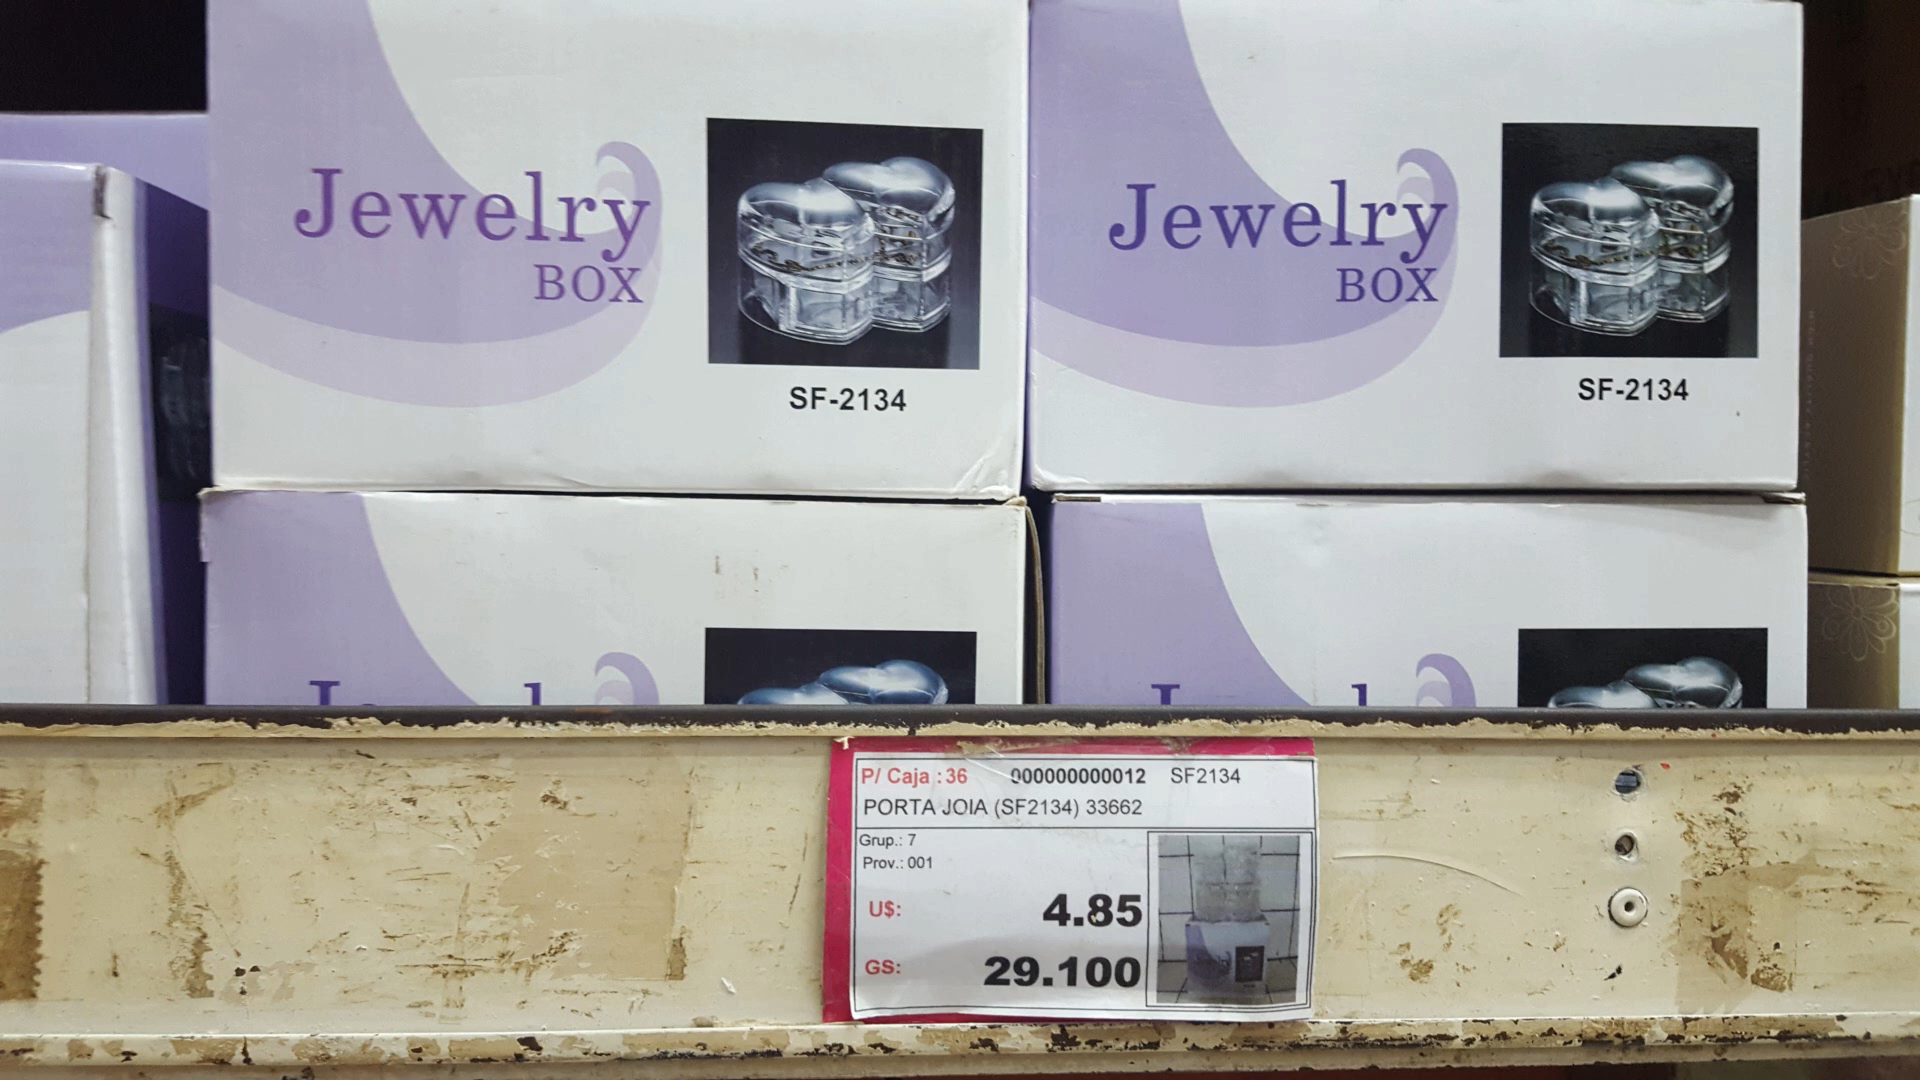 Jewelry
BOX
SF-2134
Jewelry
BOX
SF-2134
P/ Caja : 36 000000000012 SF2134
PORTA JOIA (SF2134) 33662
Grup.: 7
Prov.: 001
U$: 4.85
GS: 29.100